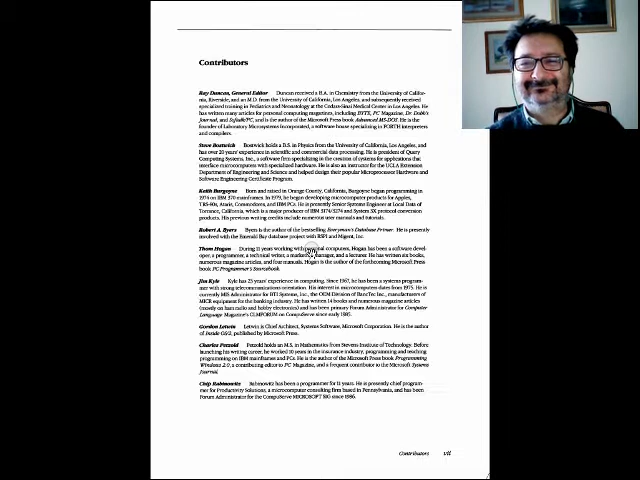 Contributors
Ray Duncan, General Editor Duncan received a B.A. in Chemistry from the University of Califor-
nia, Riverside, and an M.D. from the University of California, Los Angeles, and subsequently received
specialized training in Pediatrics and Neonatology at the Cedars-Sinai Medical Center in Los Angeles. He
has written many articles for personal computing magazines, including BYTE, PC Magazine, Dr. Dobb's
Journal, and Softalk/PC, and is the author of the Microsoft Press book Advanced MS-DOS. He is the
founder of Laboratory Microsystems Incorporated, a software house specializing in FORTH interpreters
and compilers.
Steve Bostwick Bostwick holds a B.S. in Physics from the University of California, Los Angeles, and
has over 20 years' experience in scientific and commercial data processing. He is president of Query
Computing Systems, Inc., a software firm specializing in the creation of systems for applications that
interface microcomputers with specialized hardware. He is also an instructor for the UCLA Extension
Department of Engineering and Science and helped design their popular Microprocessor Hardware and
Software Engineering Certificate Program.
Keith Burgoyne Born and raised in Orange County, California, Burgoyne began programming in
1974 on IBM 370 mainframes. In 1979, he began developing microcomputer products for Apples,
TRS-80s, Ataris, Commodores, and IBM PCs. He is presently Senior Systems Engineer at Local Data of
Torrance, California, which is a major producer of IBM 3174/3274 and System 3X protocol conversion
products. His previous writing credits include numerous user manuals and tutorials.
Robert A. Byers Byers is the author of the bestselling Everyman's Database Primer. He is presently
involved with the Emerald Bay database project with RSPI and Migent, Inc.
Thom Hogan During 11 years working with personal computers, Hogan has been a software devel-
oper, a programmer, a technical writer, a marketing manager, and a lecturer. He has written six books,
numerous magazine articles, and four manuals. Hogan is the author of the forthcoming Microsoft Press
book PC Programmer's Sourcebook.
Jim Kyle Kyle has 23 years' experience in computing. Since 1967, he has been a systems program-
mer with strong telecommunications orientation. His interest in microcomputers dates from 1975. He is
currently MIS Administrator for BTI Systems, Inc., the OEM Division of BancTec Inc., manufacturers of
MICR equipment for the banking industry. He has written 14 books and numerous magazine articles
(mostly on ham radio and hobby electronics) and has been primary Forum Administrator for Computer
Language Magazine's CLMFORUM on CompuServe since early 1985.
Gordon Letwin Letwin is Chief Architect, Systems Software, Microsoft Corporation. He is the author
of Inside OS/2, published by Microsoft Press.
Charles Petzold Petzold holds an M.S. in Mathematics from Stevens Institute of Technology. Before
launching his writing career, he worked 10 years in the insurance industry, programming and teaching
programming on IBM mainframes and PCs. He is the author of the Microsoft Press book Programming
Windows 2.0, a contributing editor to PC Magazine, and a frequent contributor to the Microsoft Systems
Journal.
Chip Rabinowitz Rabinowitz has been a programmer for 11 years. He is presently chief program-
mer for Productivity Solutions, a microcomputer consulting firm based in Pennsylvania, and has been
Forum Administrator for the CompuServe MICROSOFT SIG since 1986.
Contributors vii